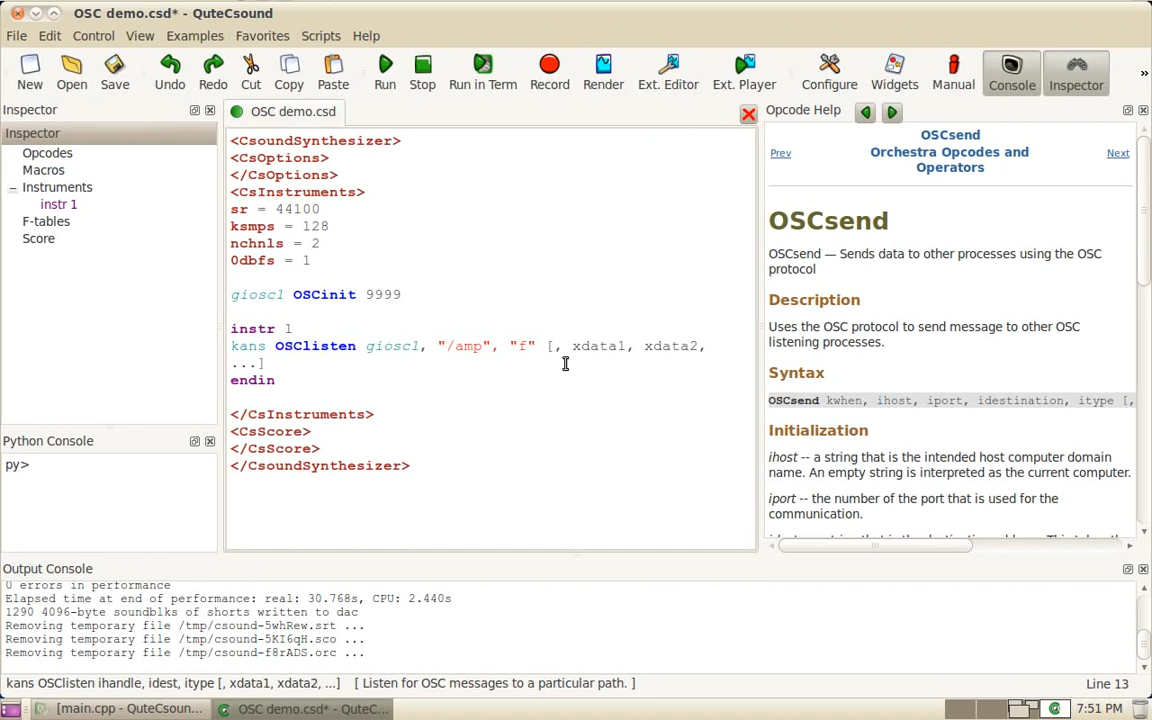 OSC demo.csd* - QuteCsound
File Edit Control View Examples Favorites Scripts Help
New Open Save Undo Redo Cut Copy Paste Run Stop Run in Term Record Render Ext. Editor Ext. Player Configure Widgets Manual Console Inspector »
Inspector
Inspector
Opcodes
Macros
Instruments
instr 1
F-tables
Score
Python Console
py>
OSC demo.csd
<CsoundSynthesizer>
<CsOptions>
</CsOptions>
<CsInstruments>
sr = 44100
ksmps = 128
nchnls = 2
0dbfs = 1
giosc1 OSCinit 9999
instr 1
kans OSClisten giosc1, "/amp", "f" [, xdata1, xdata2,
...]
endin
</CsInstruments>
<CsScore>
</CsScore>
</CsoundSynthesizer>
Opcode Help
OSCsend
Prev Orchestra Opcodes and Next
Operators
OSCsend
OSCsend — Sends data to other processes using the OSC
protocol
Description
Uses the OSC protocol to send message to other OSC
listening processes.
Syntax
OSCsend kwhen, ihost, iport, idestination, itype [,
Initialization
ihost -- a string that is the intended host computer domain
name. An empty string is interpreted as the current computer.
iport -- the number of the port that is used for the
communication.
Output Console
0 errors in performance
Elapsed time at end of performance: real: 30.768s, CPU: 2.440s
1290 4096-byte soundblks of shorts written to dac
Removing temporary file /tmp/csound-5whRew.srt ...
Removing temporary file /tmp/csound-5KI6qH.sco ...
Removing temporary file /tmp/csound-f8rADS.orc ...
kans OSClisten ihandle, idest, itype [, xdata1, xdata2, ...] [ Listen for OSC messages to a particular path. ] Line 13
[main.cpp - QuteCsoun... OSC demo.csd* - QuteC... 7:51 PM